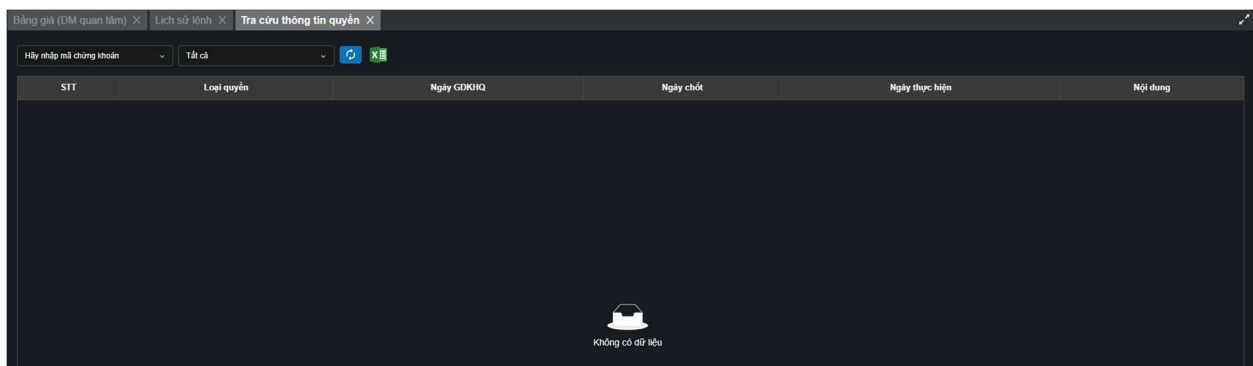 Bảng giá (DM quan tâm) X Lịch sử lệnh X Tra cứu thông tin quyền X
Hãy nhập mã chứng khoán Tất cả
STT Loại quyền Ngày GDKHQ Ngày chốt Ngày thực hiện Nội dung
Không có dữ liệu